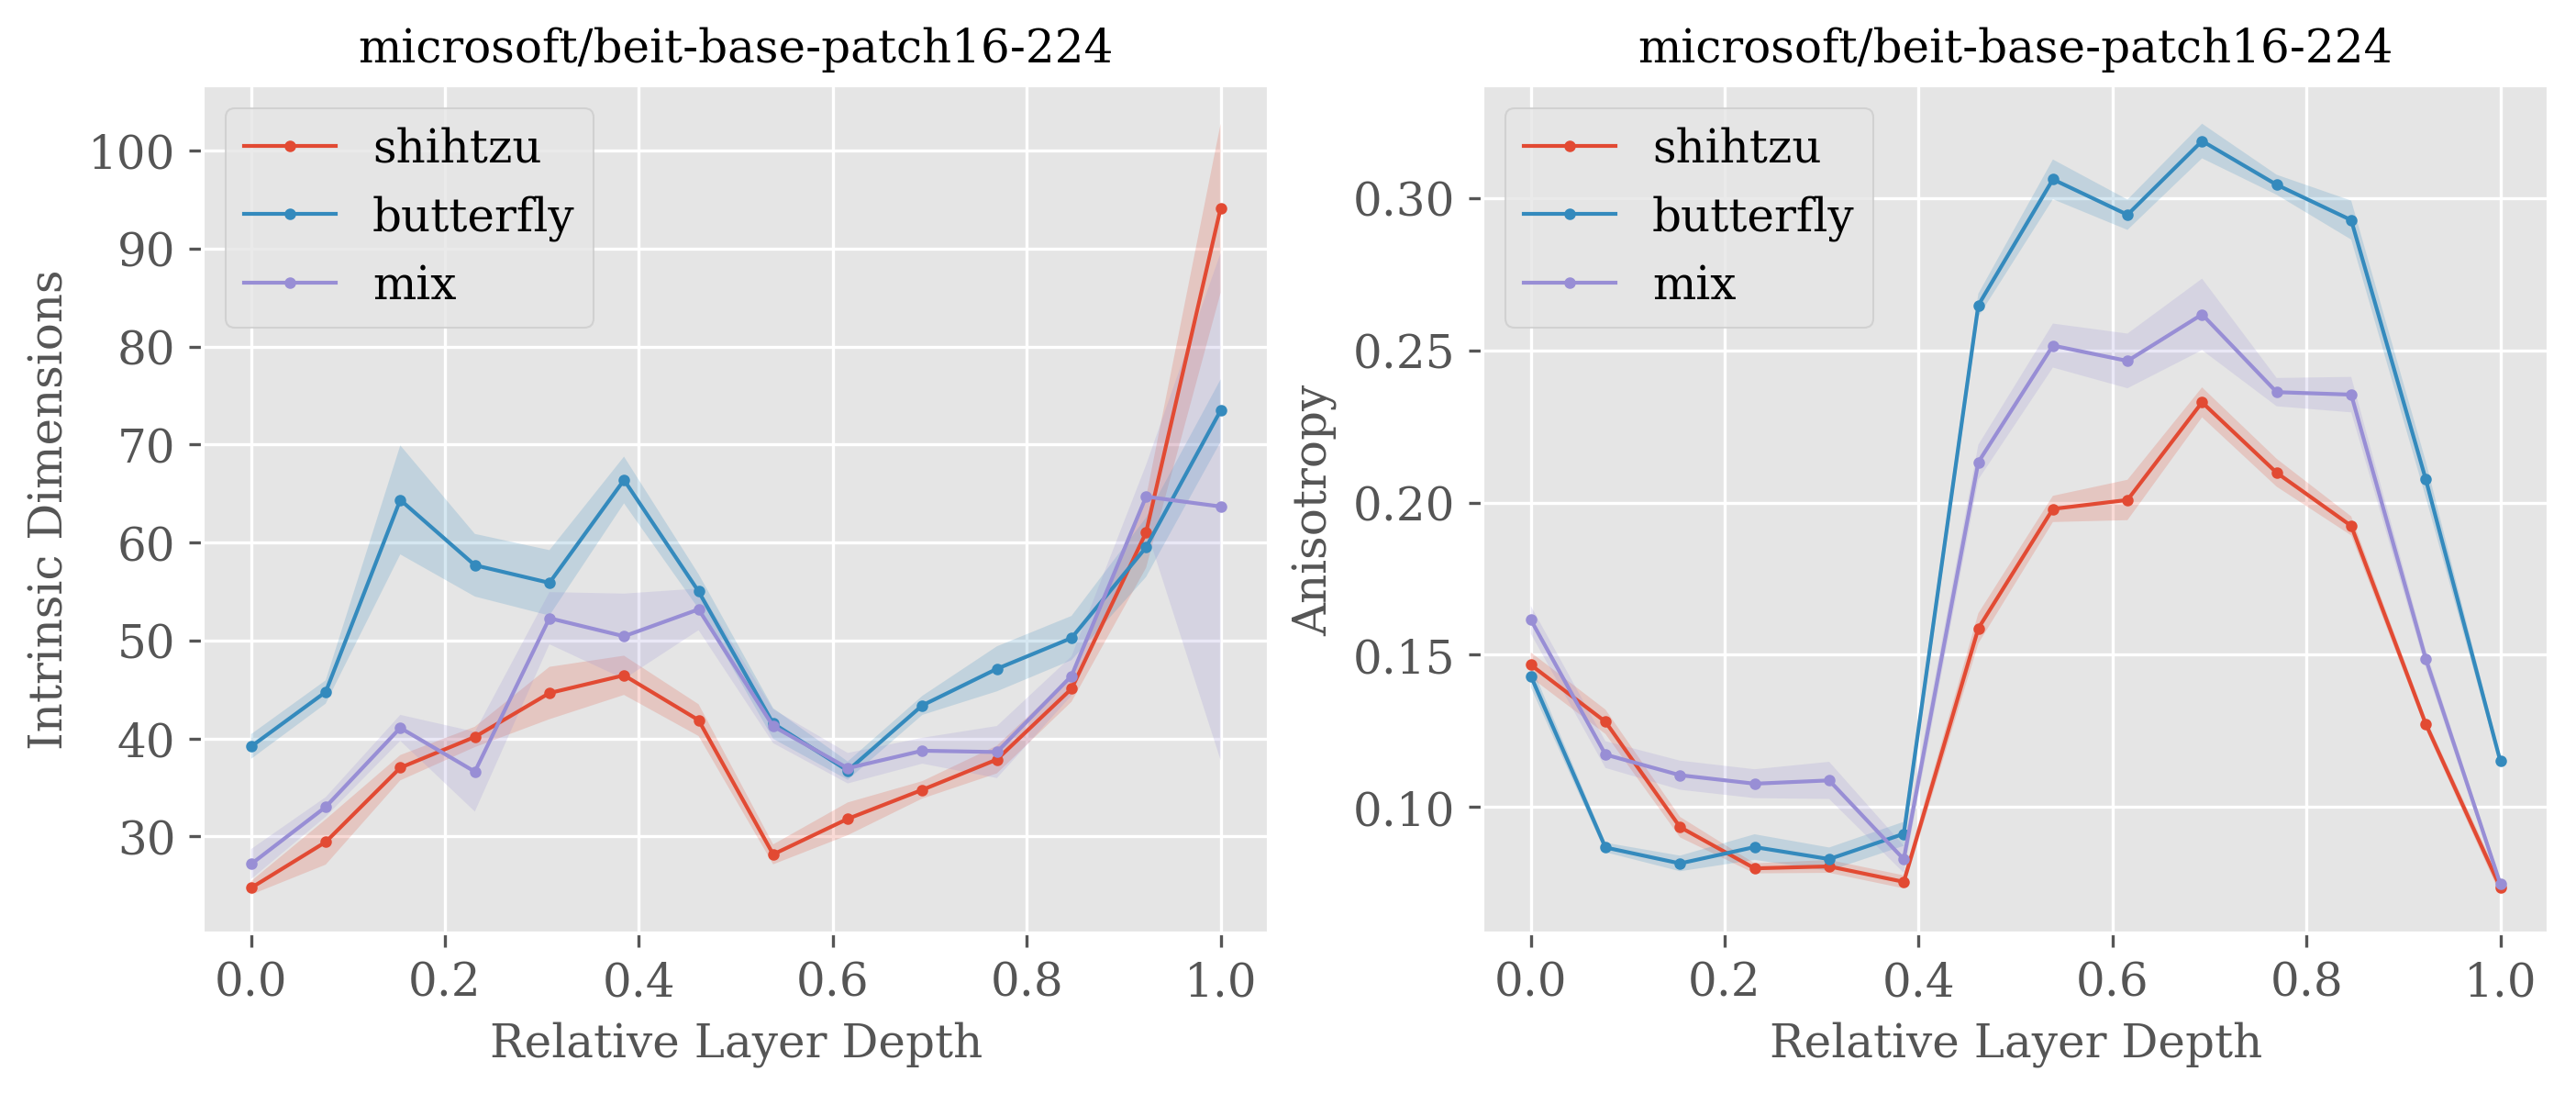 microsoft/beit-base-patch16-224
shihtzu
butterfly
mix
100
90
80
70
60
50
40
30
Intrinsic Dimensions
0.0 0.2 0.4 0.6 0.8 1.0
Relative Layer Depth
microsoft/beit-base-patch16-224
shihtzu
butterfly
mix
0.30
0.25
0.20
0.15
0.10
Anisotropy
0.0 0.2 0.4 0.6 0.8 1.0
Relative Layer Depth